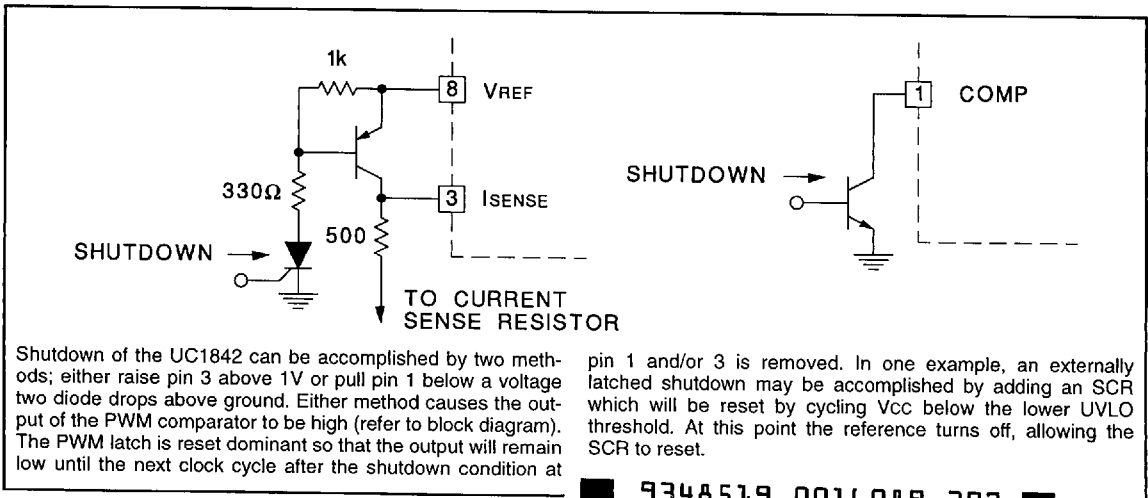 1k
8 VREF
330Ω
3 ISENSE
500
SHUTDOWN
TO CURRENT
SENSE RESISTOR
1 COMP
SHUTDOWN
Shutdown of the UC1842 can be accomplished by two meth-
ods; either raise pin 3 above 1V or pull pin 1 below a voltage
two diode drops above ground. Either method causes the out-
put of the PWM comparator to be high (refer to block diagram).
The PWM latch is reset dominant so that the output will remain
low until the next clock cycle after the shutdown condition at
pin 1 and/or 3 is removed. In one example, an externally
latched shutdown may be accomplished by adding an SCR
which will be reset by cycling Vcc below the lower UVLO
threshold. At this point the reference turns off, allowing the
SCR to reset.